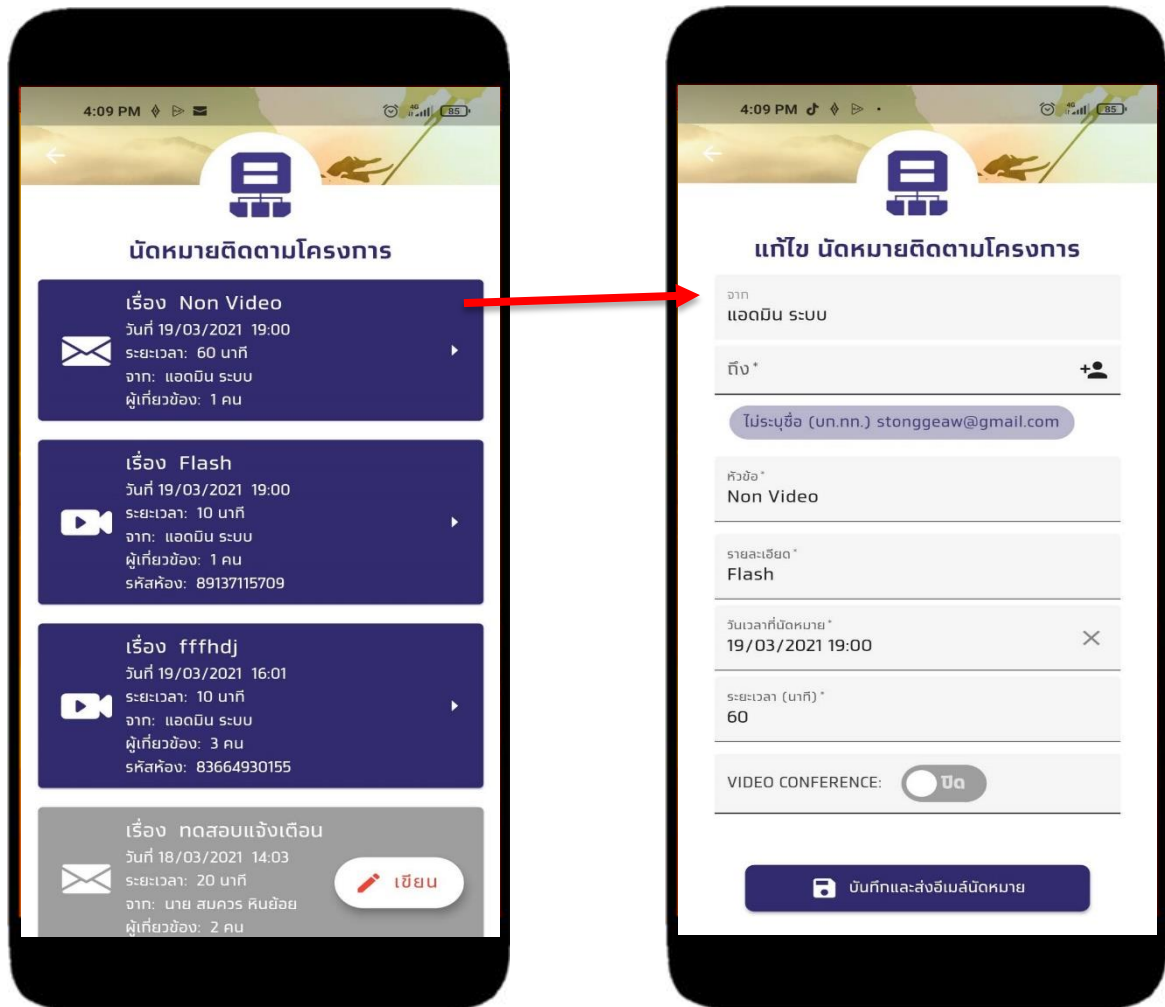 4:09 PM
85
นัดหมายติดตามโครงการ
เรื่อง Non Video
วันที่ 19/03/2021 19:00
ระยะเวลา: 60 นาที
จาก: แอดมิน ระบบ
ผู้เกี่ยวข้อง: 1 คน
เรื่อง Flash
วันที่ 19/03/2021 19:00
ระยะเวลา: 10 นาที
จาก: แอดมิน ระบบ
ผู้เกี่ยวข้อง: 1 คน
รหัสห้อง: 89137115709
เรื่อง fffhdj
วันที่ 19/03/2021 16:01
ระยะเวลา: 10 นาที
จาก: แอดมิน ระบบ
ผู้เกี่ยวข้อง: 3 คน
รหัสห้อง: 83664930155
เรื่อง ทดสอบแจ้งเตือน
วันที่ 18/03/2021 14:03
ระยะเวลา: 20 นาที
จาก: นาย สมควร หินย้อย
ผู้เกี่ยวข้อง: 2 คน
เขียน
4:09 PM
4G
85
แก้ไข นัดหมายติดตามโครงการ
จาก
แอดมิน ระบบ
ถึง *
ไม่ระบุชื่อ (บก.nn.) stonggeaw@gmail.com
หัวข้อ *
Non Video
รายละเอียด *
Flash
วันเวลาที่นัดหมาย *
19/03/2021 19:00
ระยะเวลา (นาที) *
60
VIDEO CONFERENCE: ปิด
บันทึกและส่งอีเมล์นัดหมาย